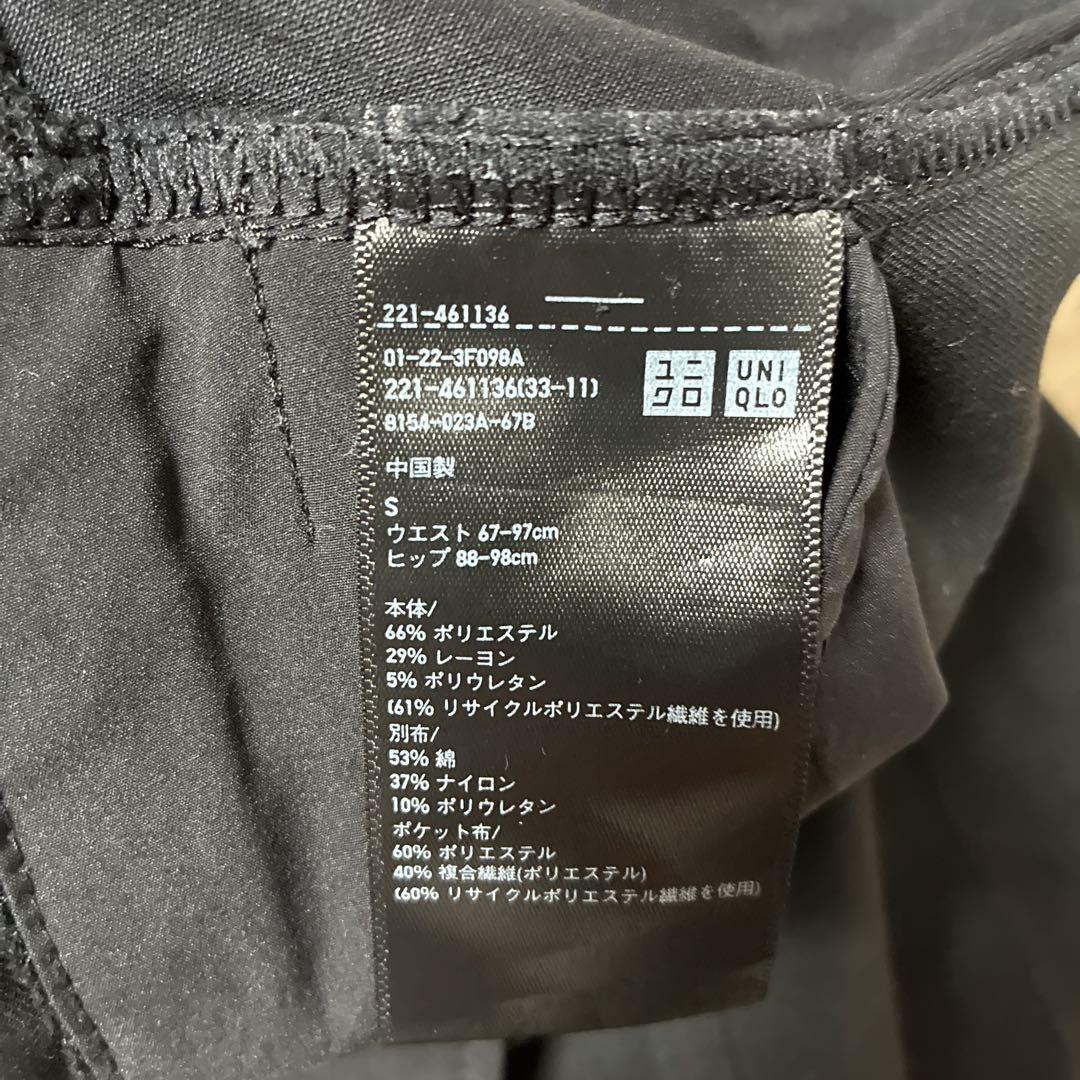 221-461136
01-22-3F098A
221-461136(33-11)
8154-023A-67B
ユニ
クロ
UNI
QLO
中国製
S
ウエスト 67-97cm
ヒップ 88-98cm
本体/
66% ポリエステル
29% レーヨン
5% ポリウレタン
(61% リサイクルポリエステル繊維を使用)
別布/
53% 綿
37% ナイロン
10% ポリウレタン
ポケット布/
60% ポリエステル
40% 複合繊維(ポリエステル)
(60% リサイクルポリエステル繊維を使用)